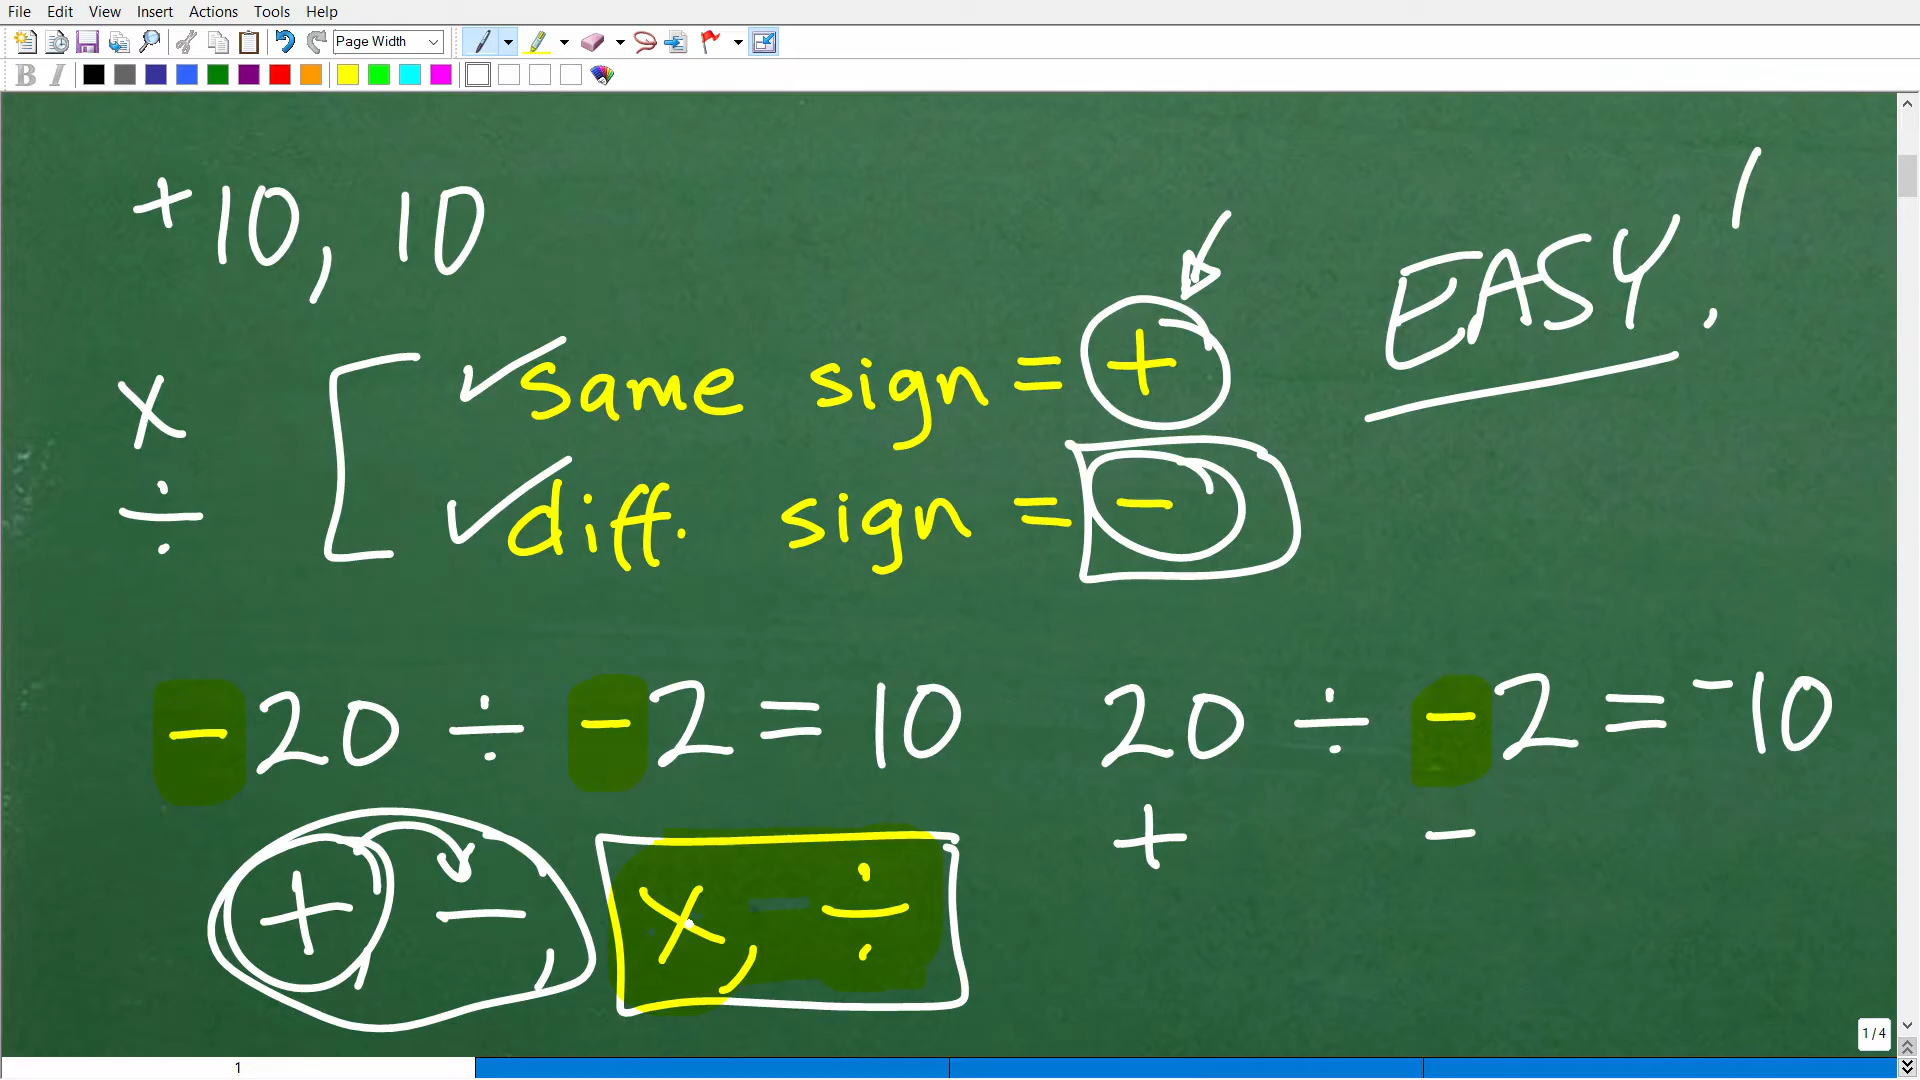 File Edit View Insert Actions Tools Help
Page Width
B I
+10, 10
EASY!
x
÷
same sign = +
diff. sign = -
-20 ÷ -2 = 10
20 ÷ -2 = -10
+ -
+ -, x, ÷
1 / 4
1